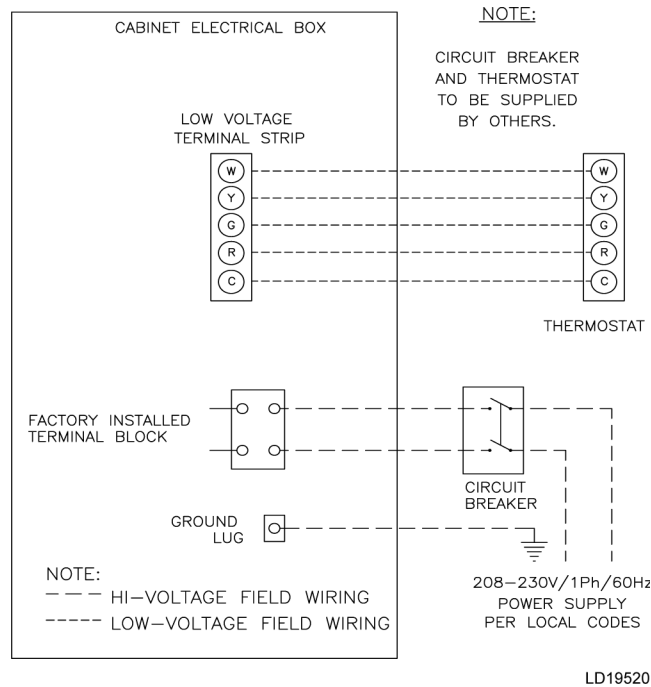 CABINET ELECTRICAL BOX
NOTE:
CIRCUIT BREAKER
AND THERMOSTAT
TO BE SUPPLIED
BY OTHERS.
LOW VOLTAGE
TERMINAL STRIP
W
Y
G
R
C
W
Y
G
R
C
THERMOSTAT
FACTORY INSTALLED
TERMINAL BLOCK
CIRCUIT
BREAKER
GROUND
LUG
208-230V/1Ph/60Hz
POWER SUPPLY
PER LOCAL CODES
NOTE:
HI-VOLTAGE FIELD WIRING
LOW-VOLTAGE FIELD WIRING
LD19520